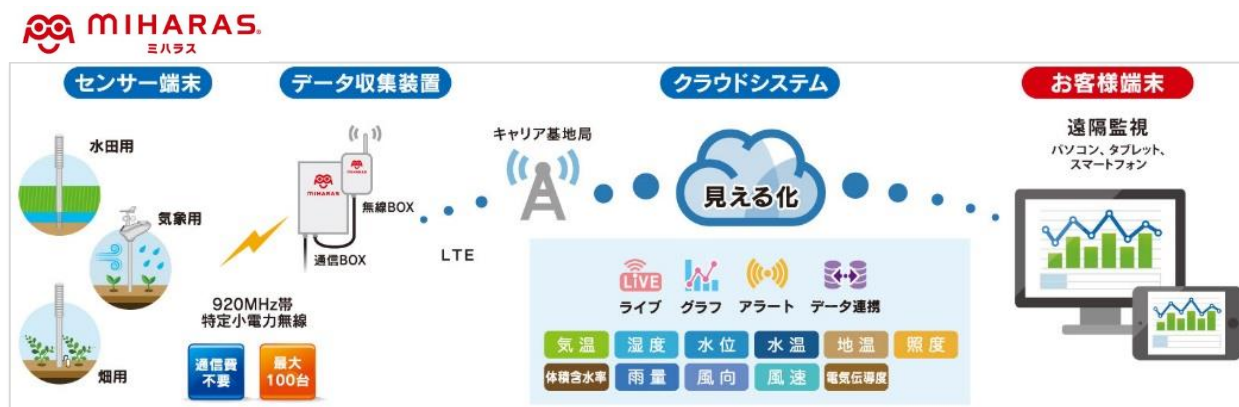 MIHARAS®
ミハラス
センサー端末
データ収集装置
クラウドシステム
お客様端末
水田用
気象用
畑用
MIHARAS
無線BOX
通信BOX
920MHz帯
特定小電力無線
通信費
不要
最大
100台
LTE
キャリア基地局
見える化
LIVE
ライブ
グラフ
アラート
データ連携
気温
湿度
水位
水温
地温
照度
体積含水率
雨量
風向
風速
電気伝導度
遠隔監視
パソコン、タブレット、
スマートフォン